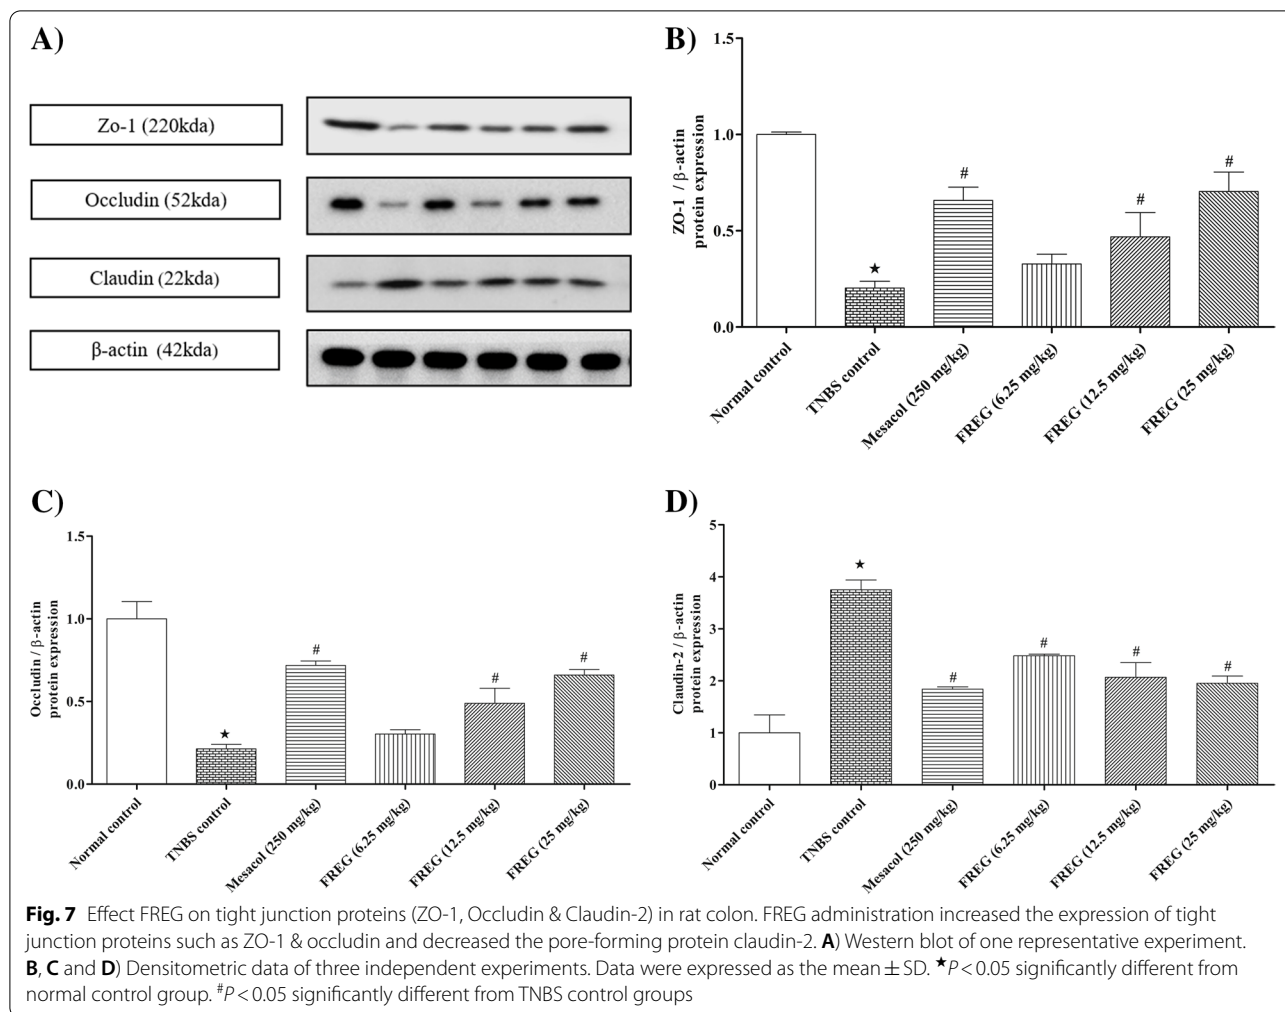 A)
Zo-1 (220kda)
Occludin (52kda)
Claudin (22kda)
β-actin (42kda)
B)
ZO-1 / β-actin
protein expression
1.5
1.0
0.5
0.0
★
#
#
#
Normal control
TNBS control
Mesacol (250 mg/kg)
FREG (6.25 mg/kg)
FREG (12.5 mg/kg)
FREG (25 mg/kg)
C)
Occludin / β-actin
protein expression
1.5
1.0
0.5
0.0
★
#
#
#
Normal control
TNBS control
Mesacol (250 mg/kg)
FREG (6.25 mg/kg)
FREG (12.5 mg/kg)
FREG (25 mg/kg)
D)
Claudin-2 / β-actin
protein expression
5
4
3
2
1
0
★
#
#
#
#
Normal control
TNBS control
Mesacol (250 mg/kg)
FREG (6.25 mg/kg)
FREG (12.5 mg/kg)
FREG (25 mg/kg)
Fig. 7 Effect FREG on tight junction proteins (ZO-1, Occludin & Claudin-2) in rat colon. FREG administration increased the expression of tight
junction proteins such as ZO-1 & occludin and decreased the pore-forming protein claudin-2. A) Western blot of one representative experiment.
B, C and D) Densitometric data of three independent experiments. Data were expressed as the mean ± SD. ★P < 0.05 significantly different from
normal control group. #P < 0.05 significantly different from TNBS control groups